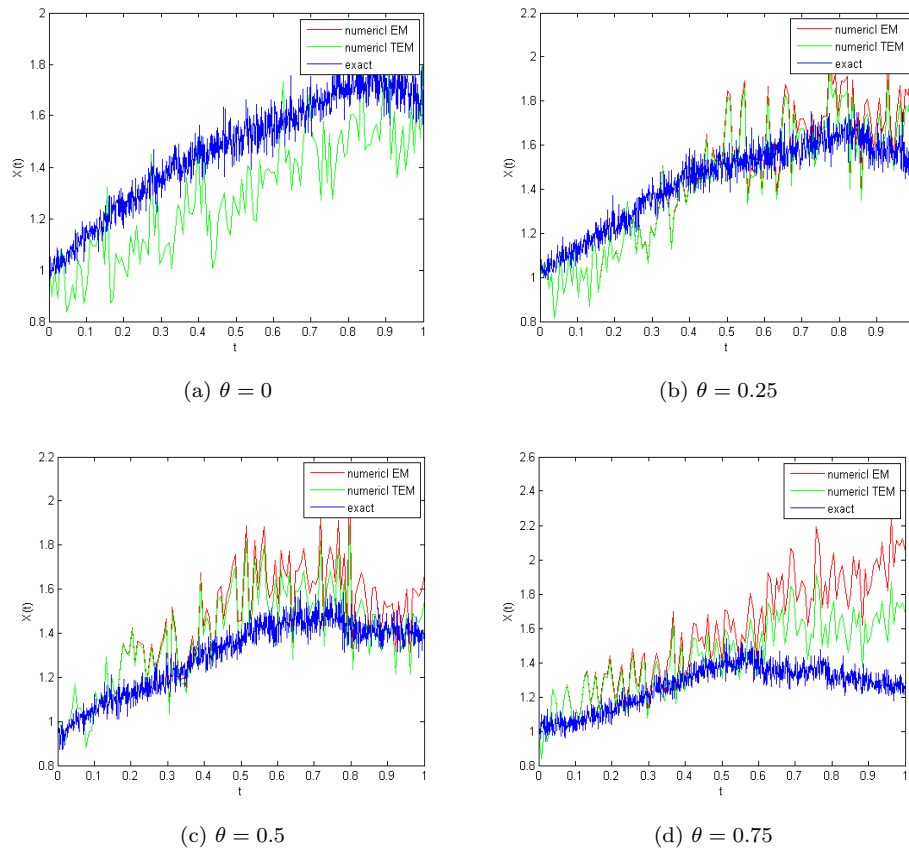 2
1.8
1.6
1.4
1.2
1
0.8
0 0.1 0.2 0.3 0.4 0.5 0.6 0.7 0.8 0.9 1
X(t)
t
numericl EM
numericl TEM
exact
(a) θ = 0
2.2
2
1.8
1.6
1.4
1.2
1
0.8
0 0.1 0.2 0.3 0.4 0.5 0.6 0.7 0.8 0.9
X(t)
t
numericl EM
numericl TEM
exact
(b) θ = 0.25
2.2
2
1.8
1.6
1.4
1.2
1
0.8
0 0.1 0.2 0.3 0.4 0.5 0.6 0.7 0.8 0.9 1
X(t)
t
numericl EM
numericl TEM
exact
(c) θ = 0.5
2.6
2.4
2.2
2
1.8
1.6
1.4
1.2
1
0.8
0 0.1 0.2 0.3 0.4 0.5 0.6 0.7 0.8 0.9 1
X(t)
t
numericl EM
numericl TEM
exact
(d) θ = 0.75